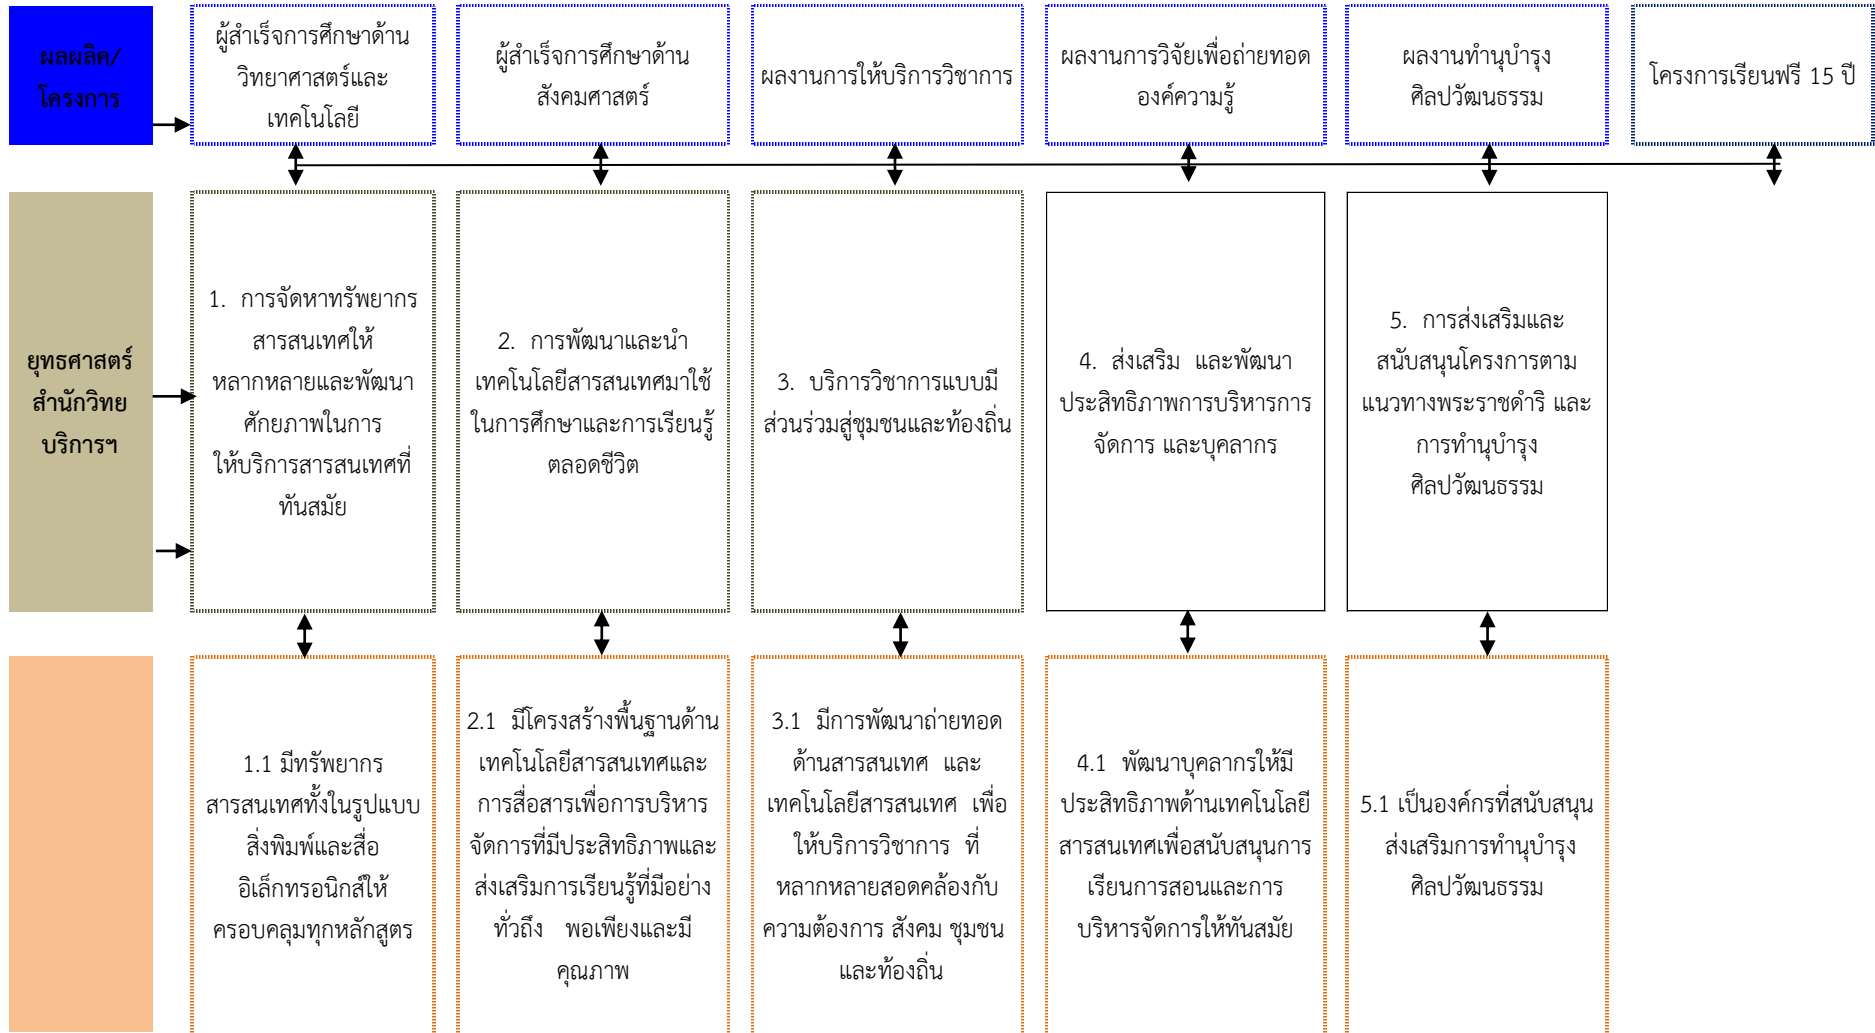 ผลผลิต/
โครงการ
ผู้สำเร็จการศึกษาด้าน
วิทยาศาสตร์และ
เทคโนโลยี
ผู้สำเร็จการศึกษาด้าน
สังคมศาสตร์
ผลงานการให้บริการวิชาการ
ผลงานการวิจัยเพื่อถ่ายทอด
องค์ความรู้
ผลงานทำนุบำรุง
ศิลปวัฒนธรรม
โครงการเรียนฟรี 15 ปี
ยุทธศาสตร์
สำนักวิทย
บริการฯ
1. การจัดหาทรัพยากร
สารสนเทศให้
หลากหลายและพัฒนา
ศักยภาพในการ
ให้บริการสารสนเทศที่
ทันสมัย
2. การพัฒนาและนำ
เทคโนโลยีสารสนเทศมาใช้
ในการศึกษาและการเรียนรู้
ตลอดชีวิต
3. บริการวิชาการแบบมี
ส่วนร่วมสู่ชุมชนและท้องถิ่น
4. ส่งเสริม และพัฒนา
ประสิทธิภาพการบริหารการ
จัดการ และบุคลากร
5. การส่งเสริมและ
สนับสนุนโครงการตาม
แนวทางพระราชดำริ และ
การทำนุบำรุง
ศิลปวัฒนธรรม
1.1 มีทรัพยากร
สารสนเทศทั้งในรูปแบบ
สิ่งพิมพ์และสื่อ
อิเล็กทรอนิกส์ให้
ครอบคลุมทุกหลักสูตร
2.1 มีโครงสร้างพื้นฐานด้าน
เทคโนโลยีสารสนเทศและ
การสื่อสารเพื่อการบริหาร
จัดการที่มีประสิทธิภาพและ
ส่งเสริมการเรียนรู้ที่มีอย่าง
ทั่วถึง พอเพียงและมี
คุณภาพ
3.1 มีการพัฒนาถ่ายทอด
ด้านสารสนเทศ และ
เทคโนโลยีสารสนเทศ เพื่อ
ให้บริการวิชาการ ที่
หลากหลายสอดคล้องกับ
ความต้องการ สังคม ชุมชน
และท้องถิ่น
4.1 พัฒนาบุคลากรให้มี
ประสิทธิภาพด้านเทคโนโลยี
สารสนเทศเพื่อสนับสนุนการ
เรียนการสอนและการ
บริหารจัดการให้ทันสมัย
5.1 เป็นองค์กรที่สนับสนุน
ส่งเสริมการทำนุบำรุง
ศิลปวัฒนธรรม